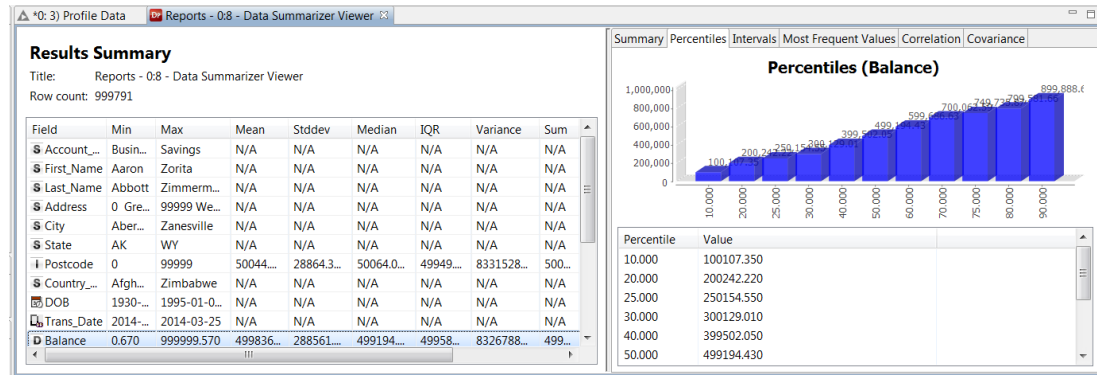 *0: 3) Profile Data
Reports - 0:8 - Data Summarizer Viewer
Results Summary
Title: Reports - 0:8 - Data Summarizer Viewer
Row count: 999791
Field Min Max Mean Stddev Median IQR Variance Sum
S Account_... Busin... Savings N/A N/A N/A N/A N/A N/A
S First_Name Aaron Zorita N/A N/A N/A N/A N/A N/A
S Last_Name Abbott Zimmerm... N/A N/A N/A N/A N/A N/A
S Address 0 Gre... 99999 We... N/A N/A N/A N/A N/A N/A
S City Aber... Zanesville N/A N/A N/A N/A N/A N/A
S State AK WY N/A N/A N/A N/A N/A N/A
I Postcode 0 99999 50044.... 28864.3... 50064.0... 49949.... 8331528... 500...
S Country_... Afgh... Zimbabwe N/A N/A N/A N/A N/A N/A
DOB 1930-... 1995-01-0... N/A N/A N/A N/A N/A N/A
Trans_Date 2014-... 2014-03-25 N/A N/A N/A N/A N/A N/A
D Balance 0.670 999999.570 499836... 288561.... 499194.... 49958... 8326788... 499...
Summary Percentiles Intervals Most Frequent Values Correlation Covariance
Percentiles (Balance)
1,000,000
800,000
600,000
400,000
200,000
0
10.000 20.000 25.000 30.000 40.000 50.000 60.000 70.000 75.000 80.000 90.000
Percentile Value
10.000 100107.350
20.000 200242.220
25.000 250154.550
30.000 300129.010
40.000 399502.050
50.000 499194.430